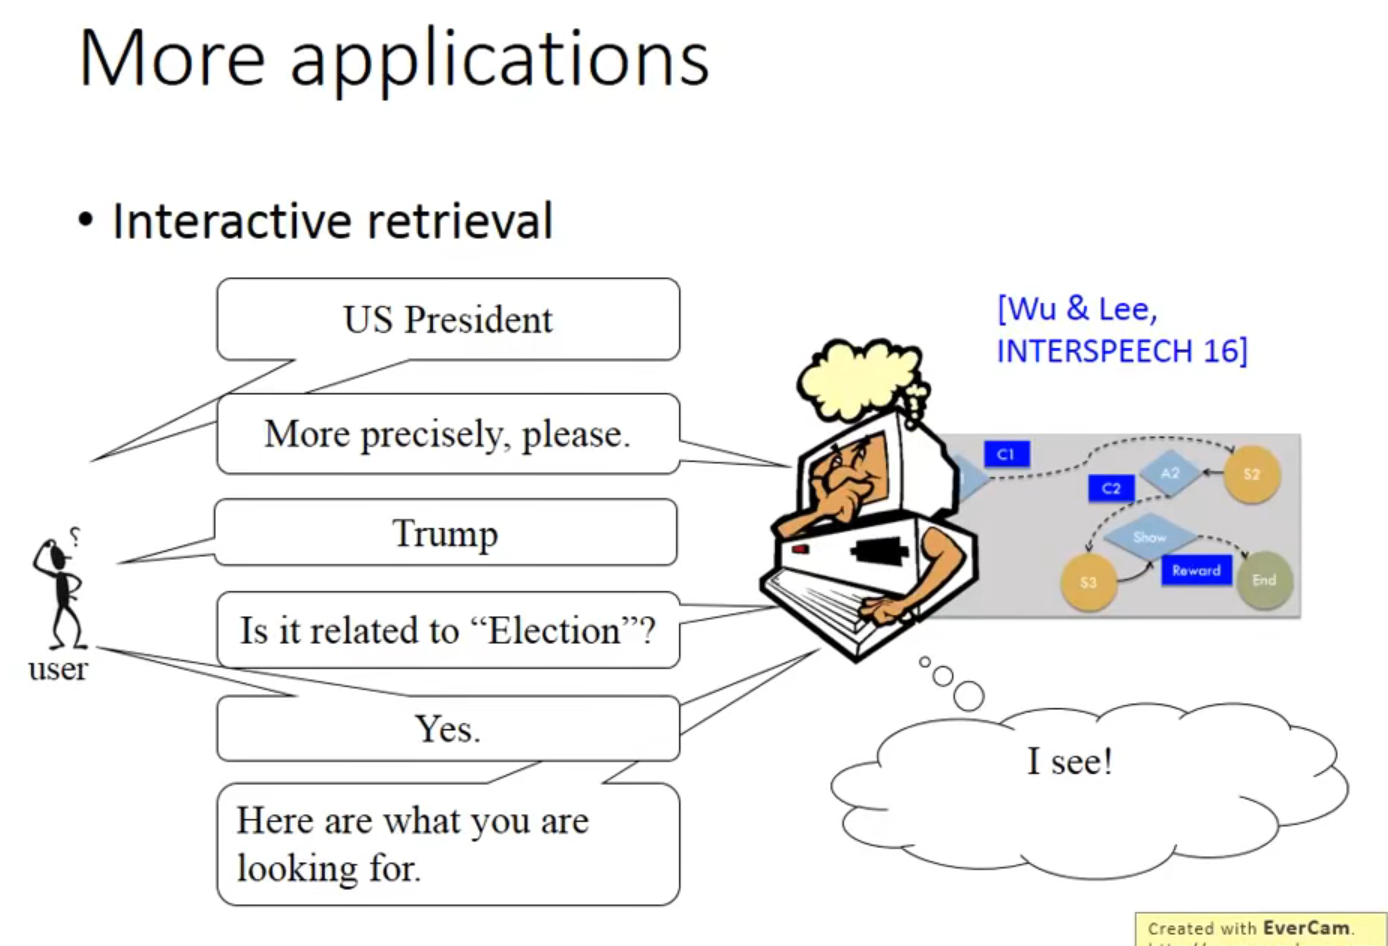 More applications
• Interactive retrieval
US President
More precisely, please.
Trump
Is it related to “Election”?
Yes.
Here are what you are
looking for.
user
?
[Wu & Lee,
INTERSPEECH 16]
C1
S2
A2
C2
Show
S3
Reward
End
I see!
Created with EverCam.